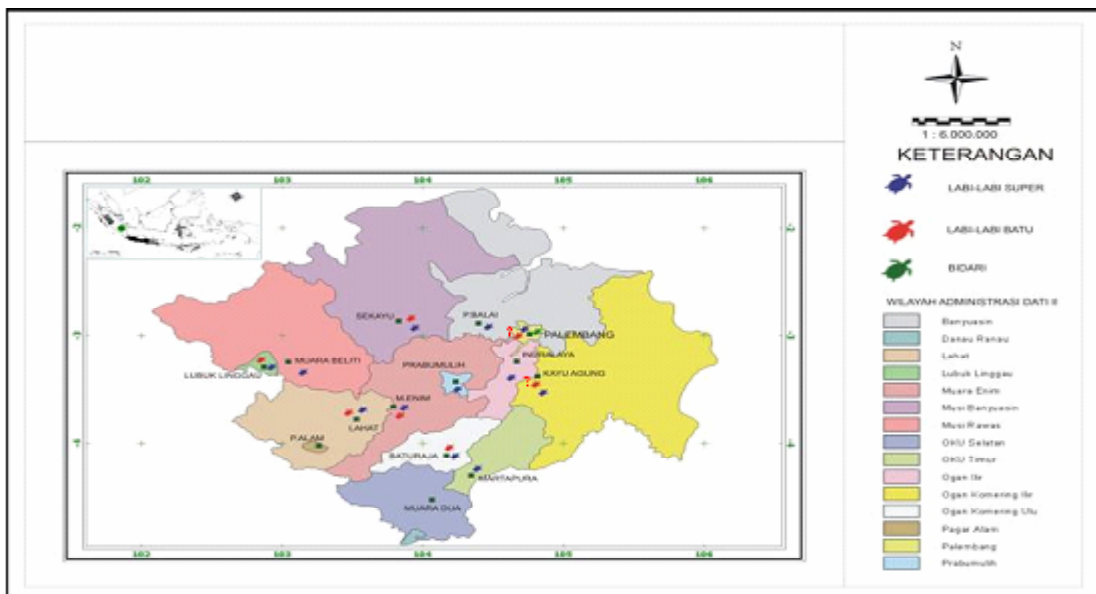 N
1 : 6.000.000
KETERANGAN
LABI-LABI SUPER
LABI-LABI BATU
BIDARI
WILAYAH ADMINISTRASI DATI II
Banyuasin
Danau Ranau
Lahat
Lubuk Linggau
Muara Enim
Musi Banyuasin
Musi Rawas
OKU Selatan
OKU Timur
Ogan Ilir
Ogan Komering Ilir
Ogan Komering Ulu
Pagar Alam
Palembang
Prabumulih
102 103 104 105 106
SEKAYU
P.BALAI
? PALEMBANG
INDRALAYA
MUARA BELITI
PRABUMULIH
LUBUK LINGGAU
? KAYU AGUNG
M.ENIM
LAHAT
P.ALAM
BATURAJA
MARTAPURA
MUARA DUA
102 103 104 105 106